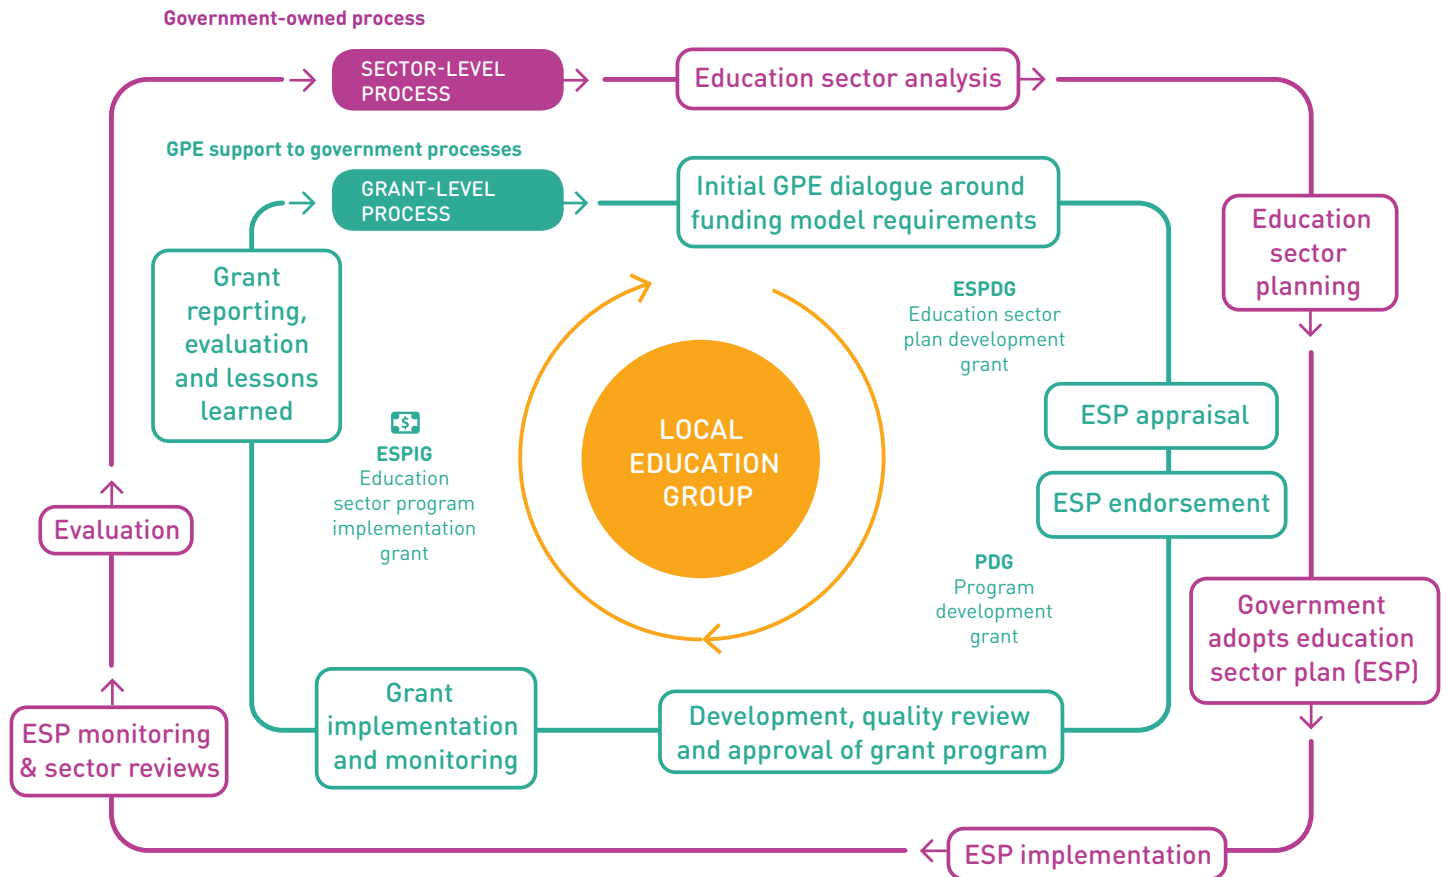 Government-owned process
SECTOR-LEVEL
PROCESS
Education sector analysis
Education
sector
planning
Government
adopts education
sector plan (ESP)
ESP implementation
ESP monitoring
& sector reviews
Evaluation
GPE support to government processes
GRANT-LEVEL
PROCESS
Initial GPE dialogue around
funding model requirements
ESP appraisal
ESP endorsement
Development, quality review
and approval of grant program
Grant
implementation
and monitoring
Grant
reporting,
evaluation
and lessons
learned
ESPDG
Education sector
plan development
grant
PDG
Program
development
grant
$
ESPIG
Education
sector program
implementation
grant
LOCAL
EDUCATION
GROUP